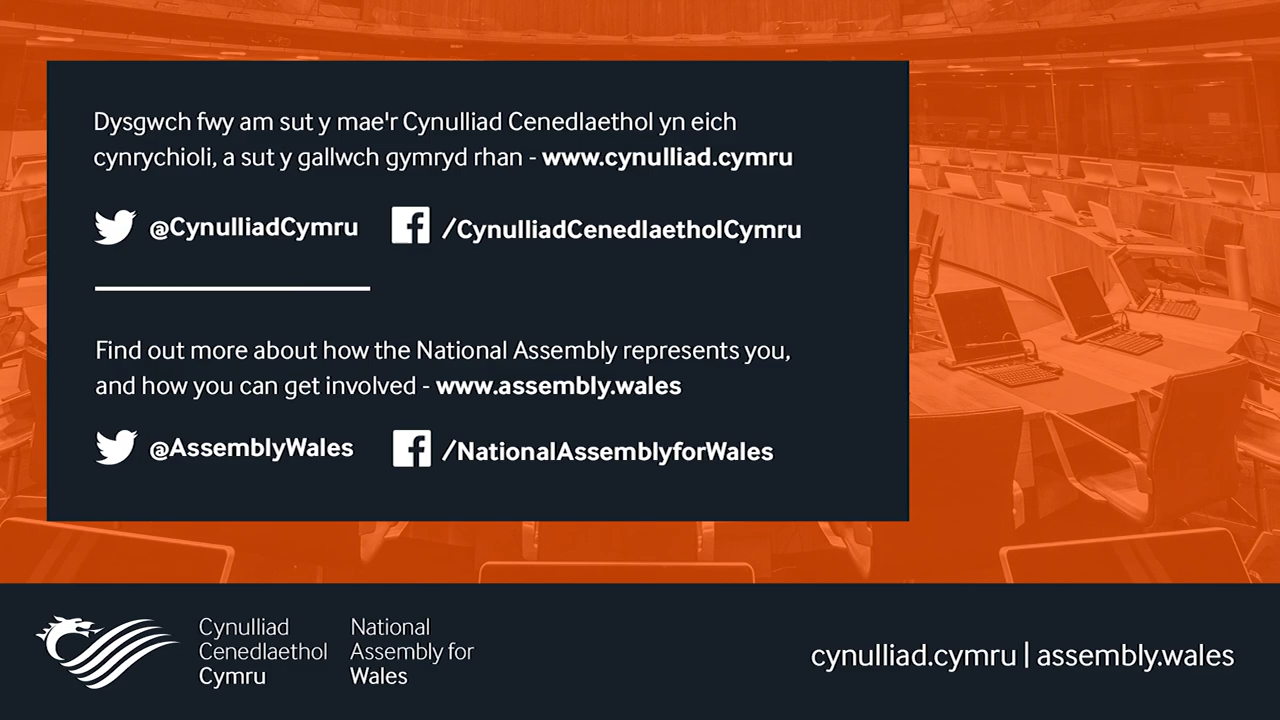 Dysgwch fwy am sut y mae'r Cynulliad Cenedlaethol yn eich
cynrychioli, a sut y gallwch gymryd rhan - www.cynulliad.cymru
@CynulliadCymru /CynulliadCenedlaetholCymru
Find out more about how the National Assembly represents you,
and how you can get involved - www.assembly.wales
@AssemblyWales /NationalAssemblyforWales
Cynulliad
Cenedlaethol
Cymru
National
Assembly for
Wales
cynulliad.cymru | assembly.wales